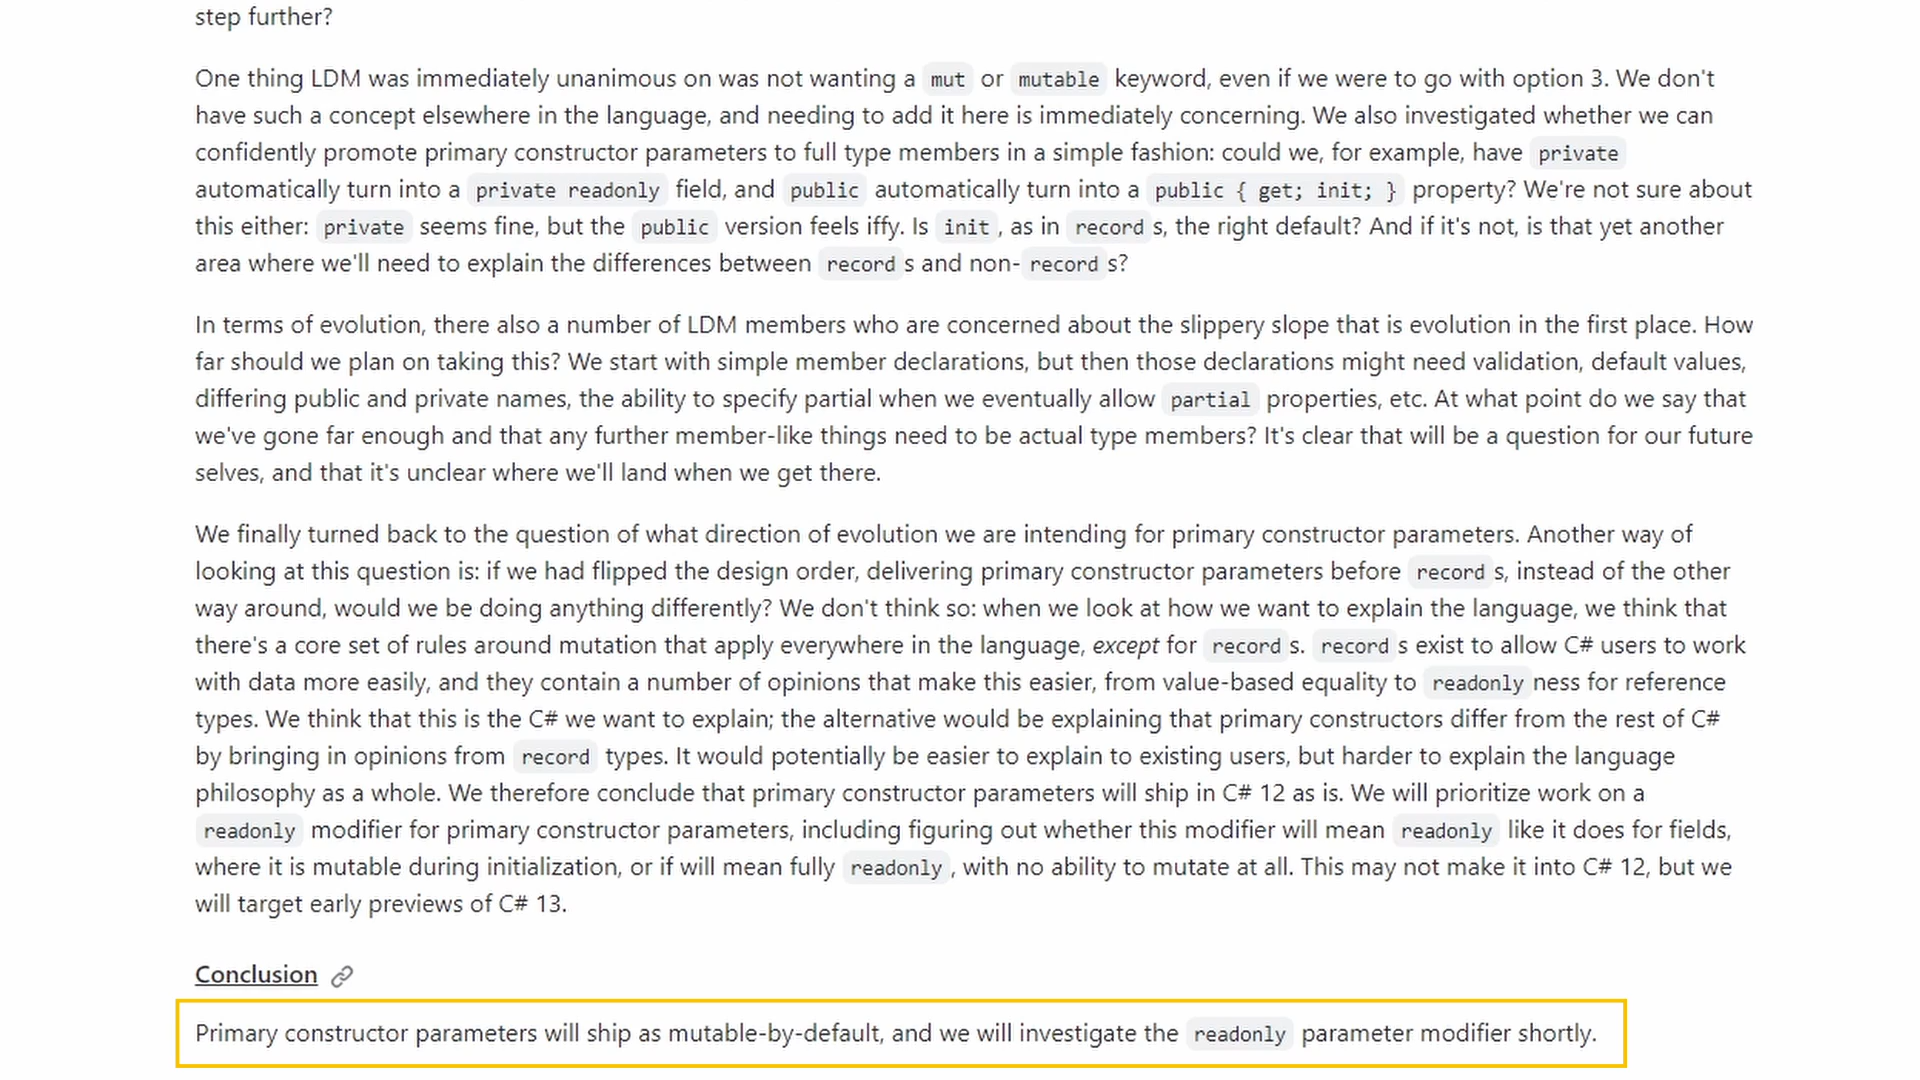 step further?
One thing LDM was immediately unanimous on was not wanting a mut or mutable keyword, even if we were to go with option 3. We don't
have such a concept elsewhere in the language, and needing to add it here is immediately concerning. We also investigated whether we can
confidently promote primary constructor parameters to full type members in a simple fashion: could we, for example, have private
automatically turn into a private readonly field, and public automatically turn into a public { get; init; } property? We're not sure about
this either: private seems fine, but the public version feels iffy. Is init, as in records, the right default? And if it's not, is that yet another
area where we'll need to explain the differences between records and non-records?
In terms of evolution, there also a number of LDM members who are concerned about the slippery slope that is evolution in the first place. How
far should we plan on taking this? We start with simple member declarations, but then those declarations might need validation, default values,
differing public and private names, the ability to specify partial when we eventually allow partial properties, etc. At what point do we say that
we've gone far enough and that any further member-like things need to be actual type members? It's clear that will be a question for our future
selves, and that it's unclear where we'll land when we get there.
We finally turned back to the question of what direction of evolution we are intending for primary constructor parameters. Another way of
looking at this question is: if we had flipped the design order, delivering primary constructor parameters before records, instead of the other
way around, would we be doing anything differently? We don't think so: when we look at how we want to explain the language, we think that
there's a core set of rules around mutation that apply everywhere in the language, except for records. records exist to allow C# users to work
with data more easily, and they contain a number of opinions that make this easier, from value-based equality to readonlyness for reference
types. We think that this is the C# we want to explain; the alternative would be explaining that primary constructors differ from the rest of C#
by bringing in opinions from record types. It would potentially be easier to explain to existing users, but harder to explain the language
philosophy as a whole. We therefore conclude that primary constructor parameters will ship in C# 12 as is. We will prioritize work on a
readonly modifier for primary constructor parameters, including figuring out whether this modifier will mean readonly like it does for fields,
where it is mutable during initialization, or if will mean fully readonly, with no ability to mutate at all. This may not make it into C# 12, but we
will target early previews of C# 13.
Conclusion
Primary constructor parameters will ship as mutable-by-default, and we will investigate the readonly parameter modifier shortly.